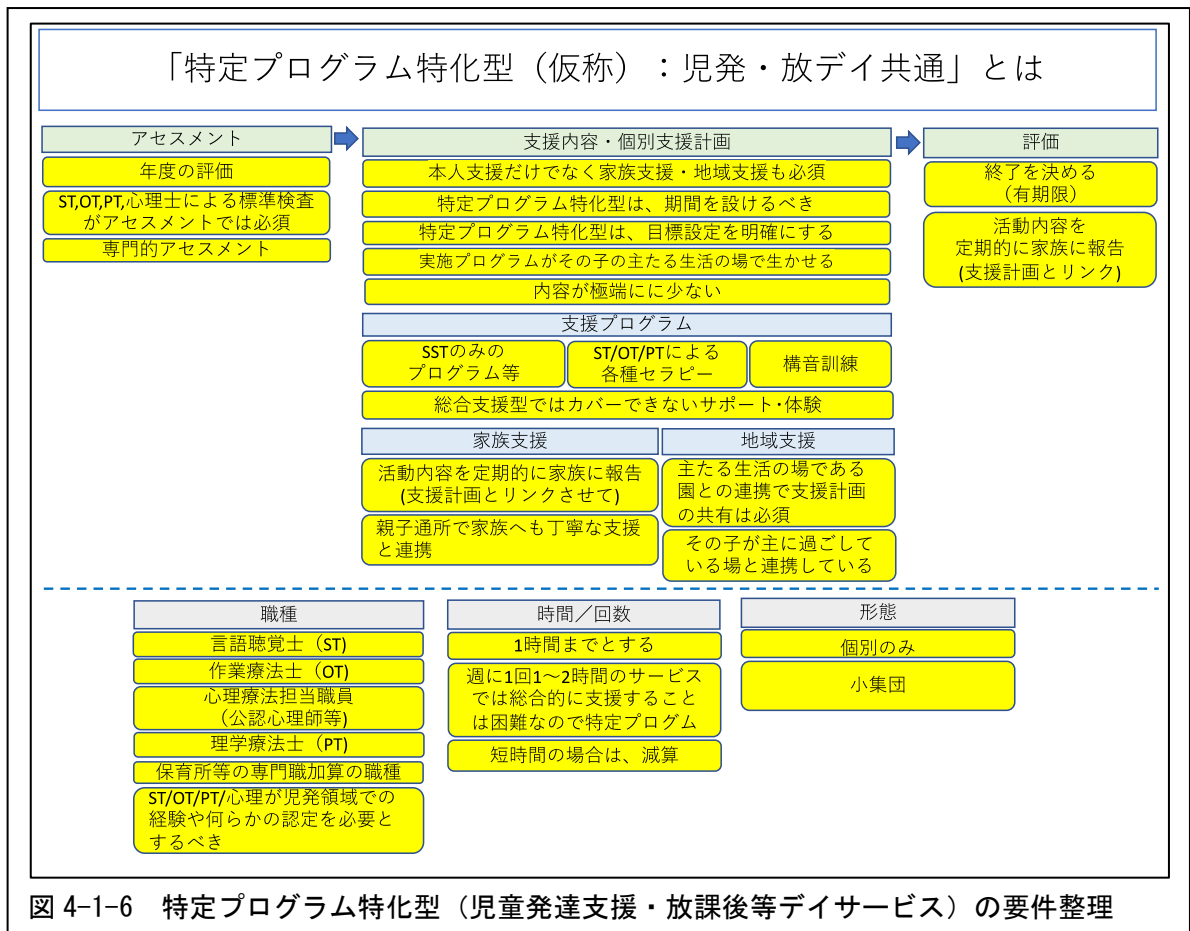 「特定プログラム特化型（仮称）：児発・放デイ共通」とは
アセスメント
年度の評価
ST,OT,PT,心理士による標準検査
がアセスメントでは必須
専門的アセスメント
支援内容・個別支援計画
本人支援だけでなく家族支援・地域支援も必須
特定プログラム特化型は、期間を設けるべき
特定プログラム特化型は、目標設定を明確にする
実施プログラムがその子の主たる生活の場で生かせる
内容が極端にに少ない
支援プログラム
SSTのみの
プログラム等
ST/OT/PTによる
各種セラピー
構音訓練
総合支援型ではカバーできないサポート・体験
家族支援
活動内容を定期的に家族に報告
(支援計画とリンクさせて)
親子通所で家族へも丁寧な支援
と連携
地域支援
主たる生活の場である
園との連携で支援計画
の共有は必須
その子が主に過ごして
いる場と連携している
評価
終了を決める
（有期限）
活動内容を
定期的に家族に報告
(支援計画とリンク)
職種
言語聴覚士（ST)
作業療法士（OT)
心理療法担当職員
（公認心理師等)
理学療法士（PT)
保育所等の専門職加算の職種
ST/OT/PT/心理が児発領域での
経験や何らかの認定を必要と
するべき
時間／回数
1時間までとする
週に1回1～2時間のサービス
では総合的に支援すること
は困難なので特定プログム
短時間の場合は、減算
形態
個別のみ
小集団
図 4-1-6　特定プログラム特化型（児童発達支援・放課後等デイサービス）の要件整理